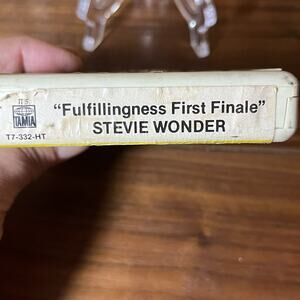 "Fulfillingness First Finale"
STEVIE WONDER
TAMLA
T7-332-HT